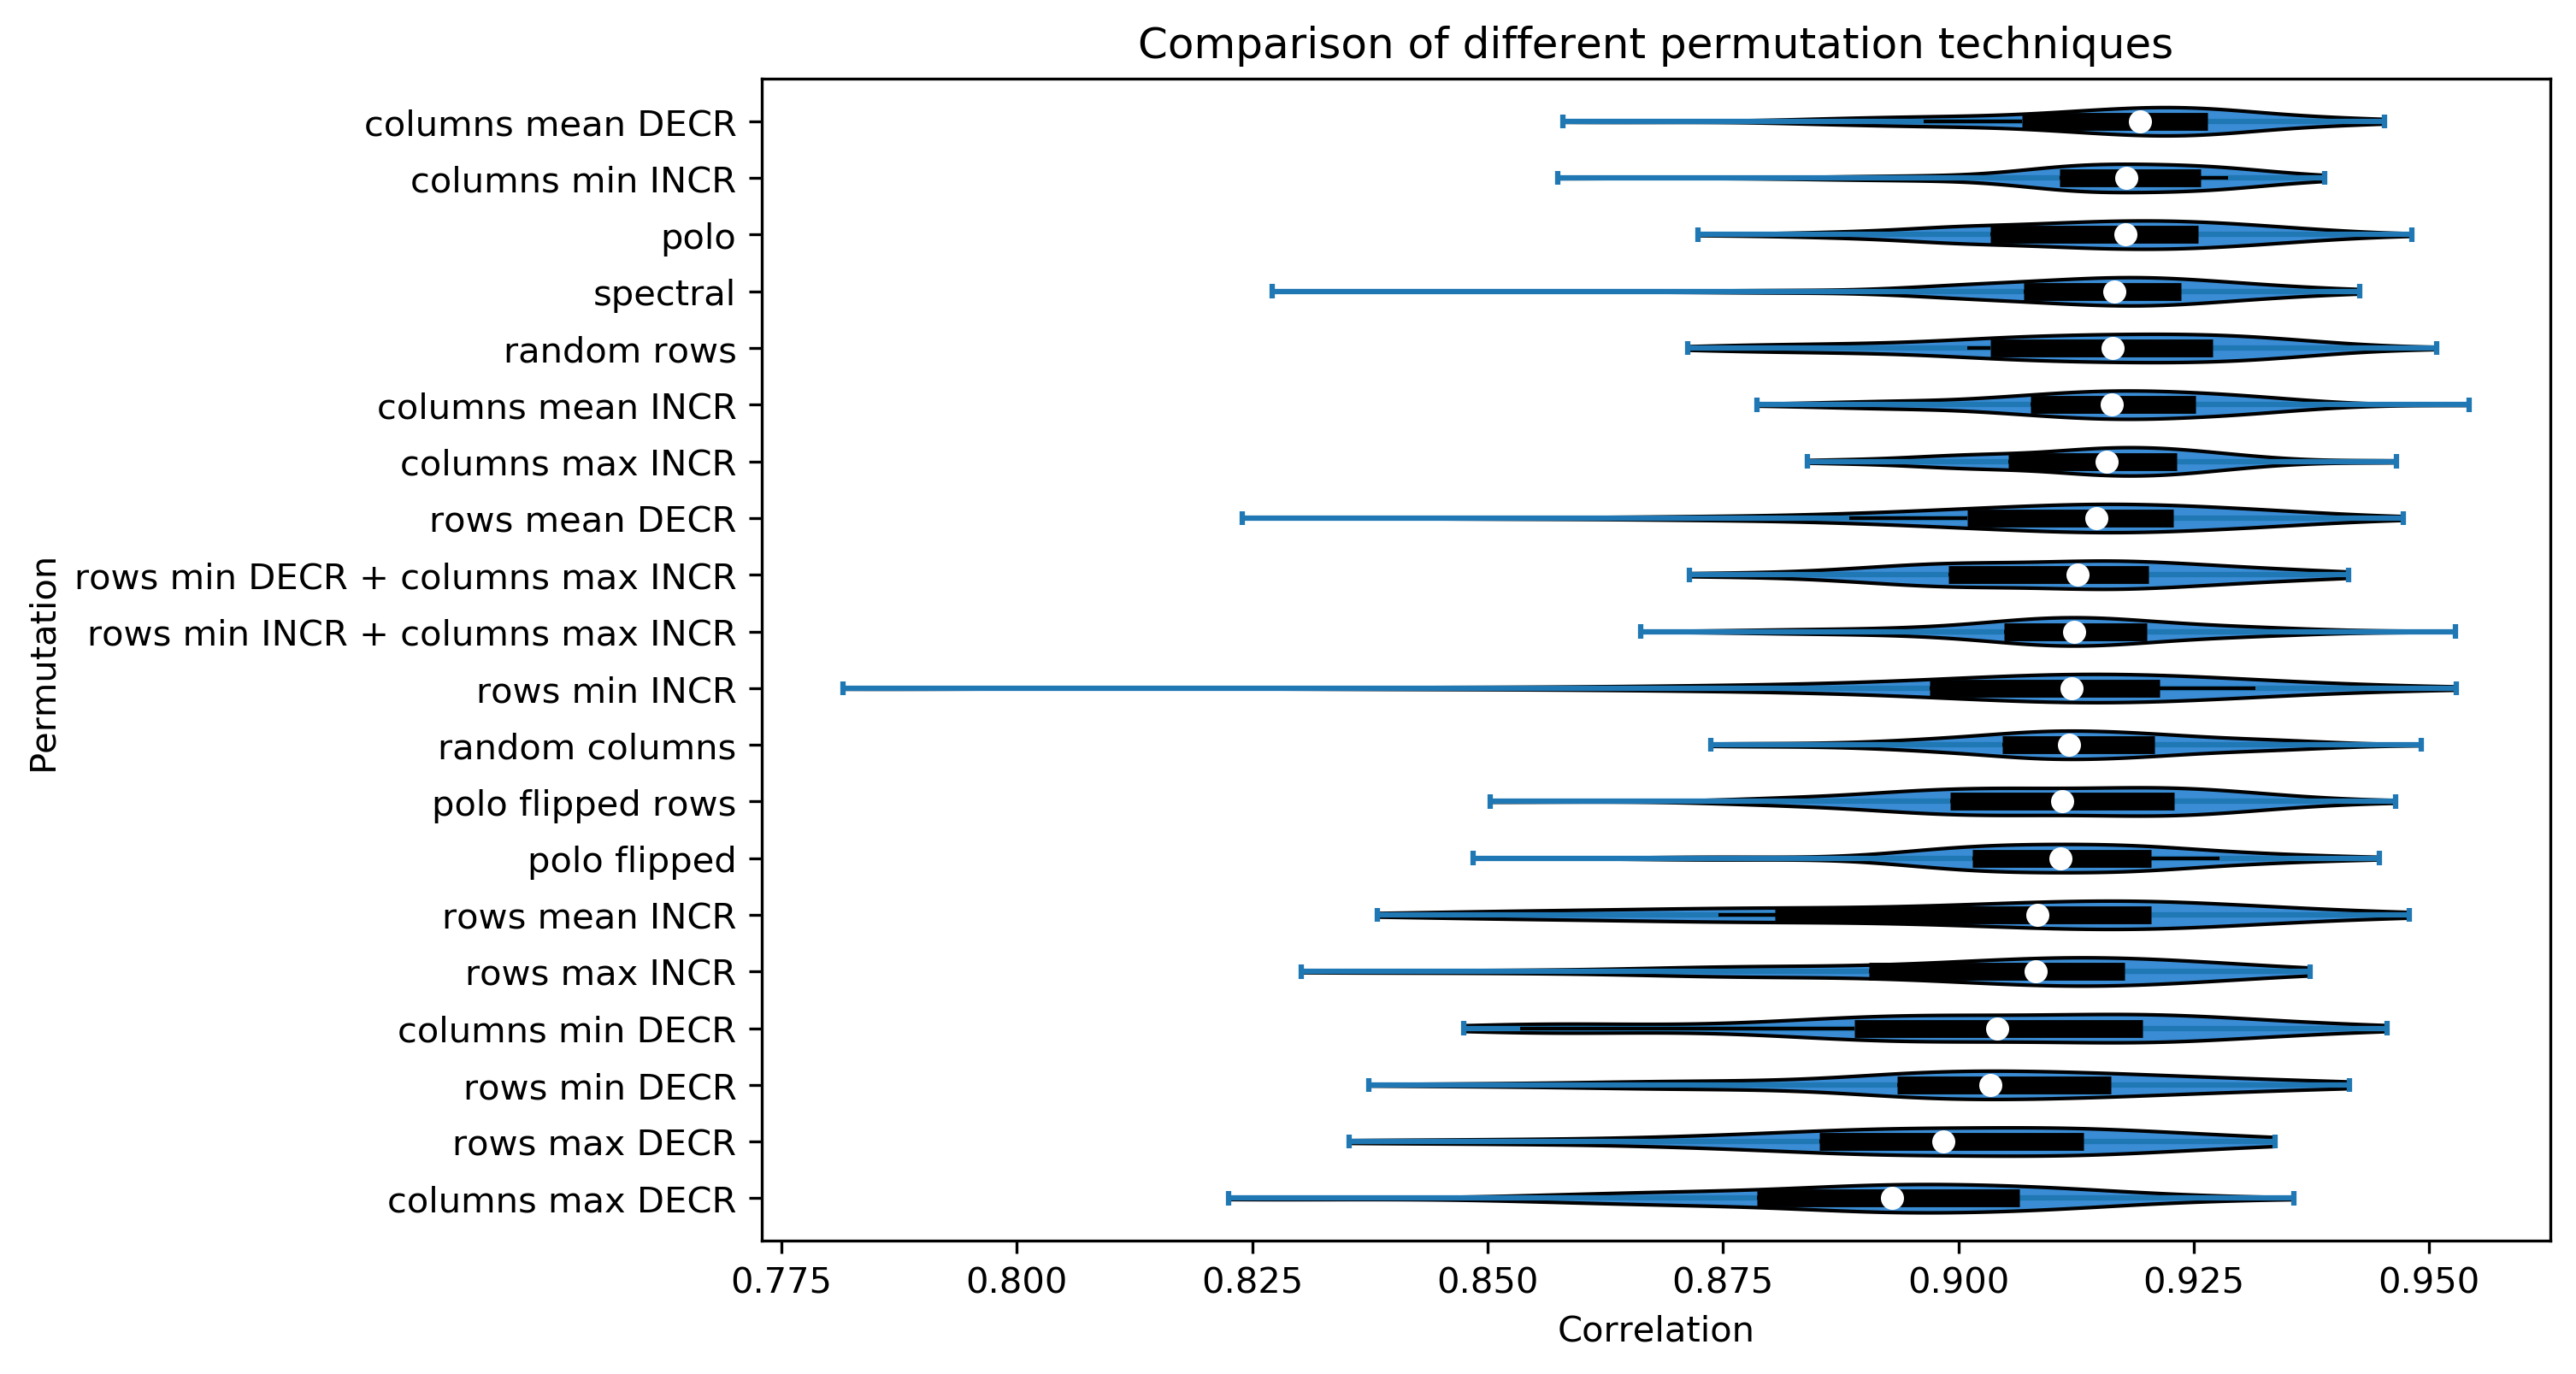 Comparison of different permutation techniques
Permutation
columns mean DECR
columns min INCR
polo
spectral
random rows
columns mean INCR
columns max INCR
rows mean DECR
rows min DECR + columns max INCR
rows min INCR + columns max INCR
rows min INCR
random columns
polo flipped rows
polo flipped
rows mean INCR
rows max INCR
columns min DECR
rows min DECR
rows max DECR
columns max DECR
0.775 0.800 0.825 0.850 0.875 0.900 0.925 0.950
Correlation